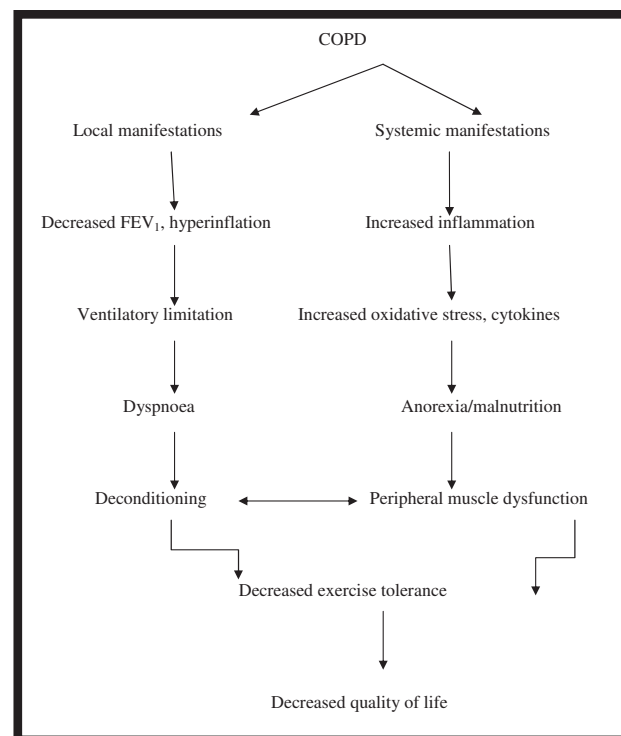 COPD
Local manifestations
Systemic manifestations
Decreased FEV₁, hyperinflation
Increased inflammation
Ventilatory limitation
Increased oxidative stress, cytokines
Dyspnoea
Anorexia/malnutrition
Deconditioning
Peripheral muscle dysfunction
Decreased exercise tolerance
Decreased quality of life